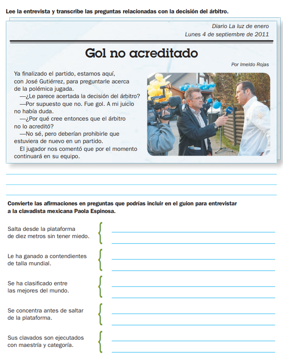 Lee la entrevista y transcribe las preguntas relacionadas con la decisión del árbitro.
Diario La luz de enero
Lunes 4 de septiembre de 2011
Gol no acreditado
Por Imelda Rojas
Ya finalizado el partido, estamos aquí,
con José Gutiérrez, para preguntarle acerca
de la polémica jugada.
—¿Le parece acertada la decisión del árbitro?
—Por supuesto que no. Fue gol. A mi juicio
no había duda.
—¿Por qué cree entonces que el árbitro
no lo acreditó?
—No sé, pero deberían prohibirle que
estuviera de nuevo en un partido.
El jugador nos comentó que por el momento
continuará en su equipo.
Convierte las afirmaciones en preguntas que podrías incluir en el guion para entrevistar
a la clavadista mexicana Paola Espinosa.
Salta desde la plataforma
de diez metros sin tener miedo.
Le ha ganado a contendientes
de talla mundial.
Se ha clasificado entre
las mejores del mundo.
Se concentra antes de saltar
de la plataforma.
Sus clavados son ejecutados
con maestría y categoría.